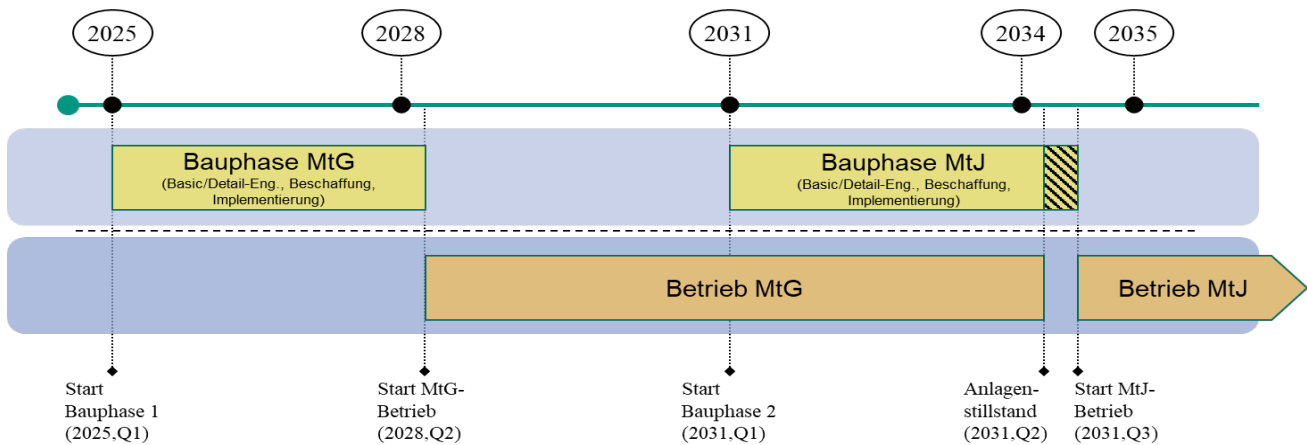 2025
2028
2031
2034
2035
Bauphase MtG
(Basic/Detail-Eng., Beschaffung,
Implementierung)
Bauphase MtJ
(Basic/Detail-Eng., Beschaffung,
Implementierung)
Betrieb MtG
Betrieb MtJ
Start
Bauphase 1
(2025,Q1)
Start MtG-
Betrieb
(2028,Q2)
Start
Bauphase 2
(2031,Q1)
Anlagen-
stillstand
(2031,Q2)
Start MtJ-
Betrieb
(2031,Q3)